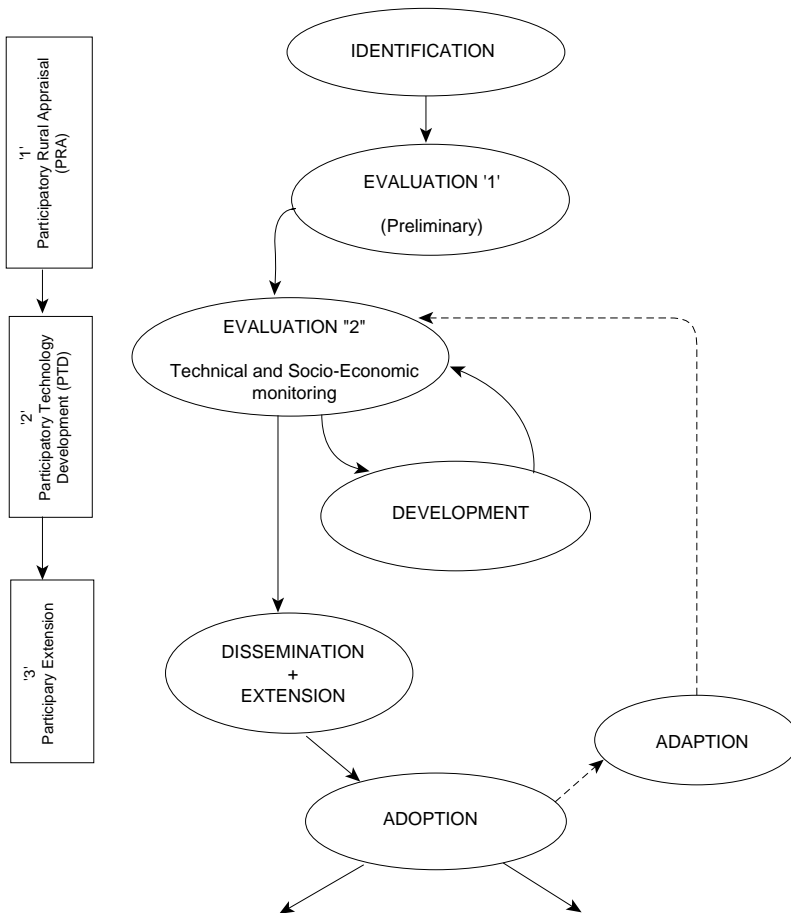 '1'
Participatory Rural Appraisal
(PRA)
'2'
Participatory Technology
Development (PTD)
'3'
Participary Extension
IDENTIFICATION
EVALUATION '1'
(Preliminary)
EVALUATION "2"
Technical and Socio-Economic
monitoring
DEVELOPMENT
DISSEMINATION
+
EXTENSION
ADAPTION
ADOPTION